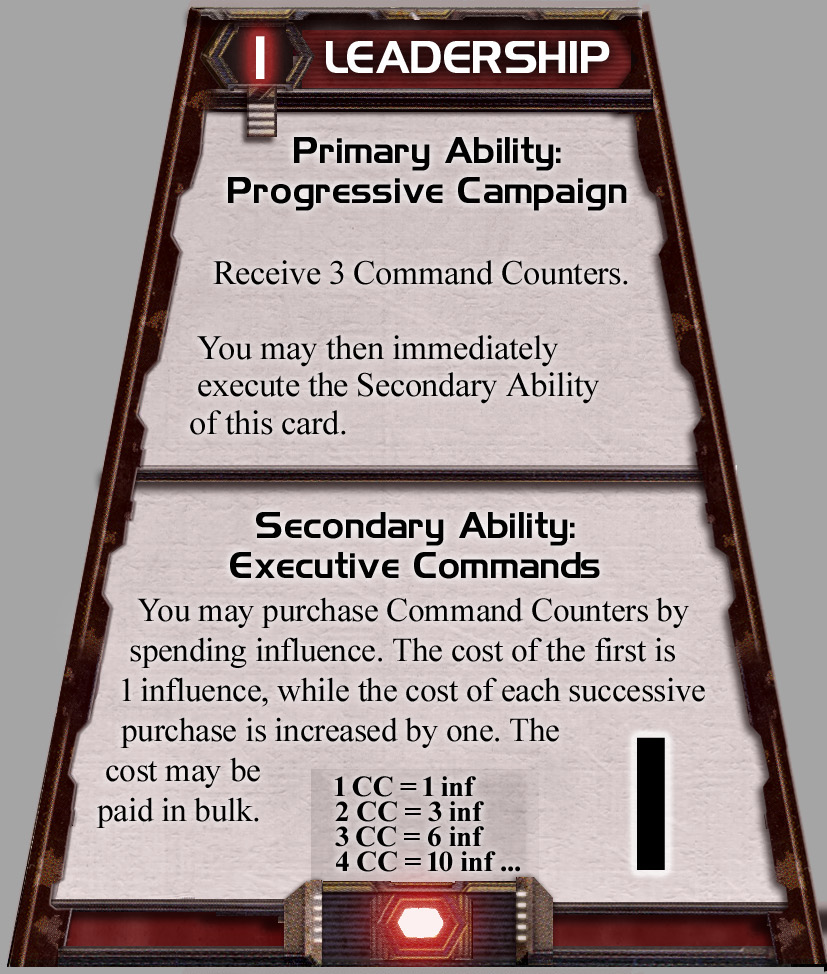 1 LEADERSHIP
Primary Ability:
Progressive Campaign
Receive 3 Command Counters.
You may then immediately
execute the Secondary Ability
of this card.
Secondary Ability:
Executive Commands
You may purchase Command Counters by
spending influence. The cost of the first is
1 influence, while the cost of each successive
purchase is increased by one. The
cost may be
paid in bulk.
1 CC = 1 inf
2 CC = 3 inf
3 CC = 6 inf
4 CC = 10 inf ...
1